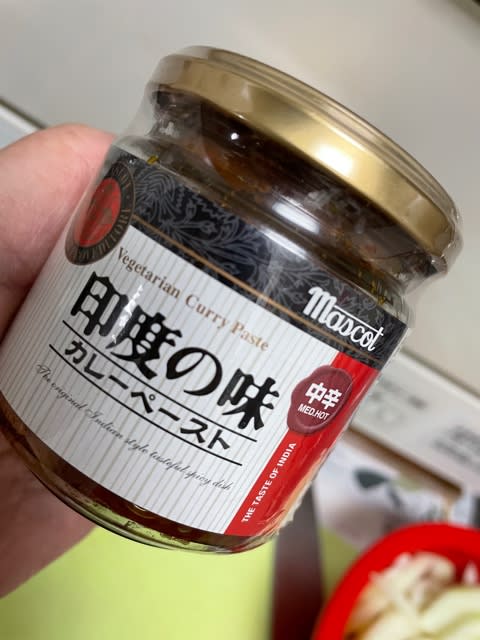 Vegetarian Curry Paste
mascot
印度の味
カレーペースト
中辛
MED.HOT
The original Indian style tasteful spicy dish
THE TASTE OF INDIA